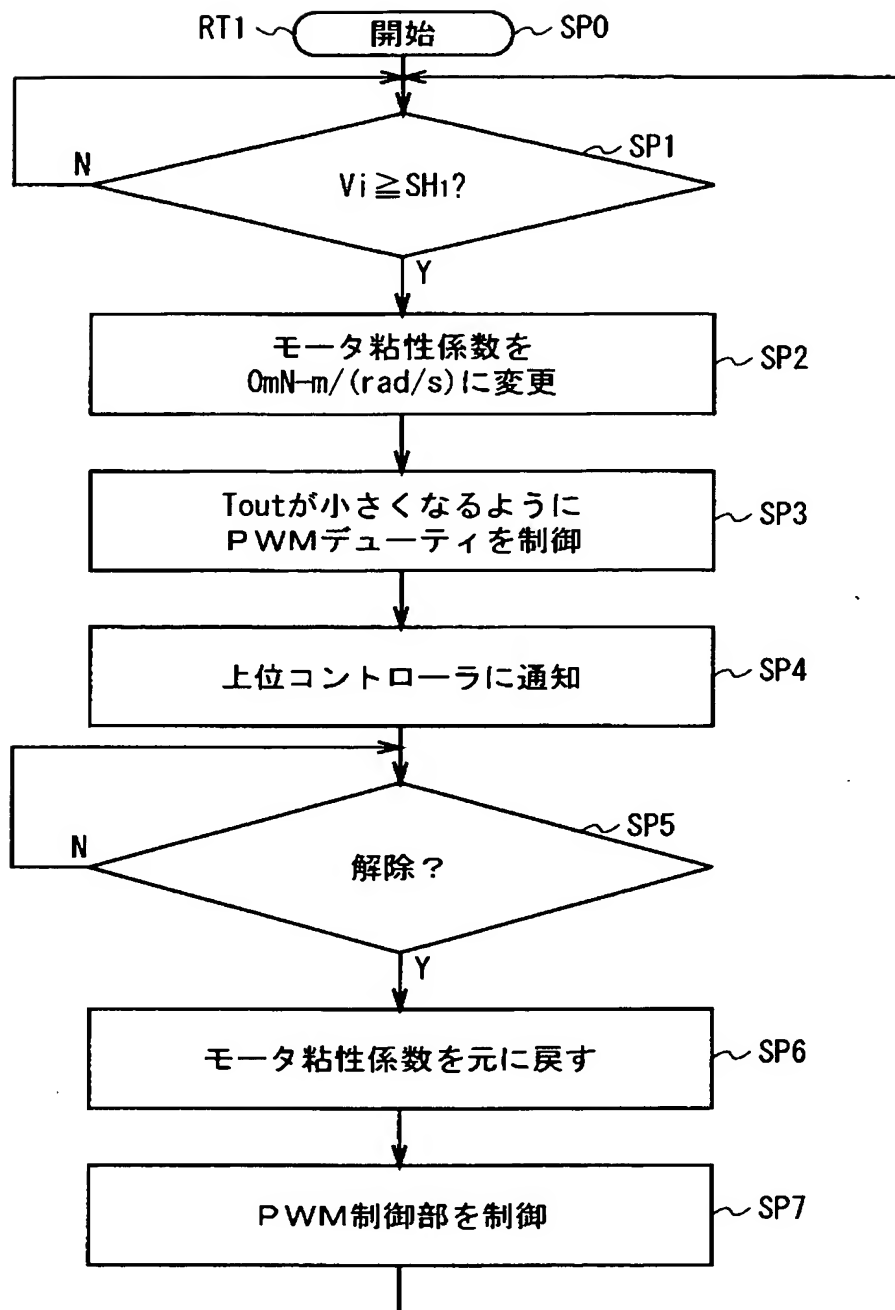 RT1 開始 SP0
SP1
N
Vi≧SH₁?
Y
モータ粘性係数を
0mN-m/(rad/s)に変更
SP2
Toutが小さくなるように
PWMデューティを制御
SP3
上位コントローラに通知
SP4
SP5
N
解除？
Y
モータ粘性係数を元に戻す
SP6
PWM制御部を制御
SP7